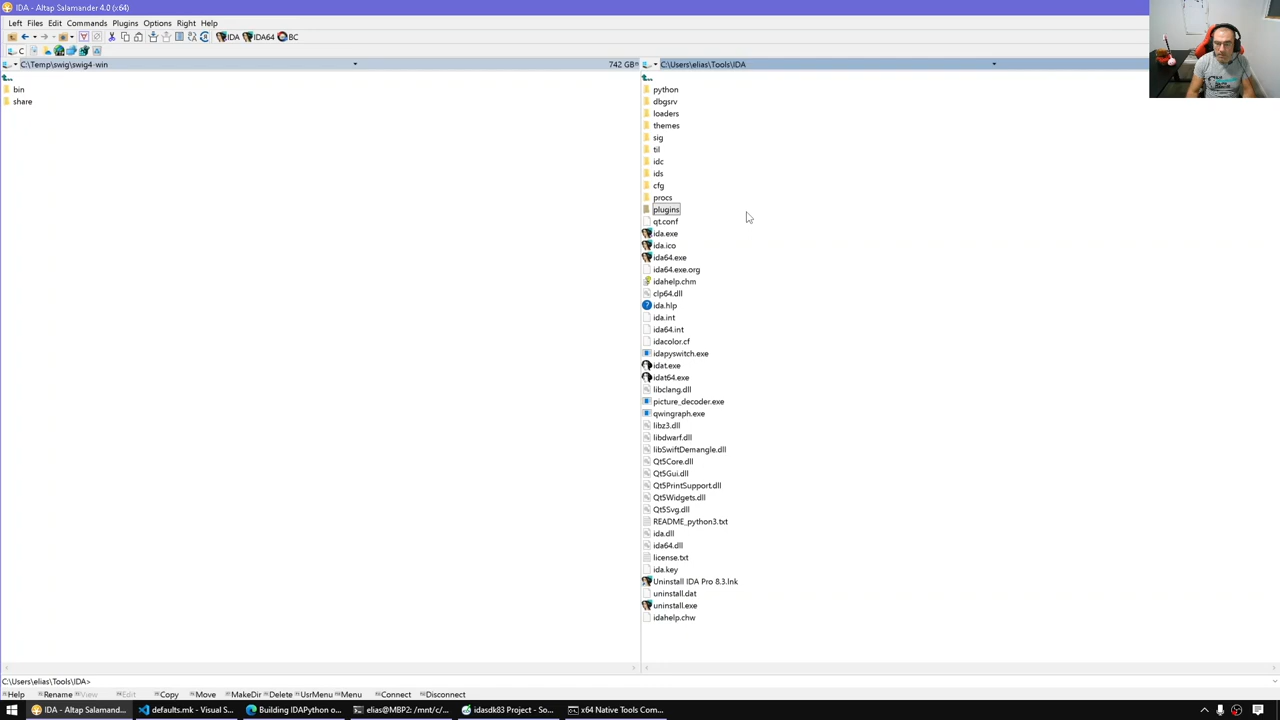 IDA - Altap Salamander 4.0 (x64)
Left Files Edit Commands Plugins Options Right Help
IDA IDA64 BC
C
C:\Temp\swig\swig4-win 742 GB
C:\Users\elias\Tools\IDA
bin
share
python
dbgsrv
loaders
themes
sig
til
idc
ids
cfg
procs
plugins
qt.conf
ida.exe
ida.ico
ida64.exe
ida64.exe.org
idahelp.chm
clp64.dll
ida.hlp
ida.int
ida64.int
idacolor.cf
idapyswitch.exe
idat.exe
idat64.exe
libclang.dll
picture_decoder.exe
qwingraph.exe
libz3.dll
libdwarf.dll
libSwiftDemangle.dll
Qt5Core.dll
Qt5Gui.dll
Qt5PrintSupport.dll
Qt5Widgets.dll
Qt5Svg.dll
README_python3.txt
ida.dll
ida64.dll
license.txt
ida.key
Uninstall IDA Pro 8.3.lnk
uninstall.dat
uninstall.exe
idahelp.chw
C:\Users\elias\Tools\IDA>
Help Rename View Edit Copy Move MakeDir Delete UsrMenu Menu Connect Disconnect
IDA - Altap Salamand... defaults.mk - Visual S... Building IDAPython o... elias@MBP2: /mnt/c/... idasdk83 Project - So... x64 Native Tools Com...